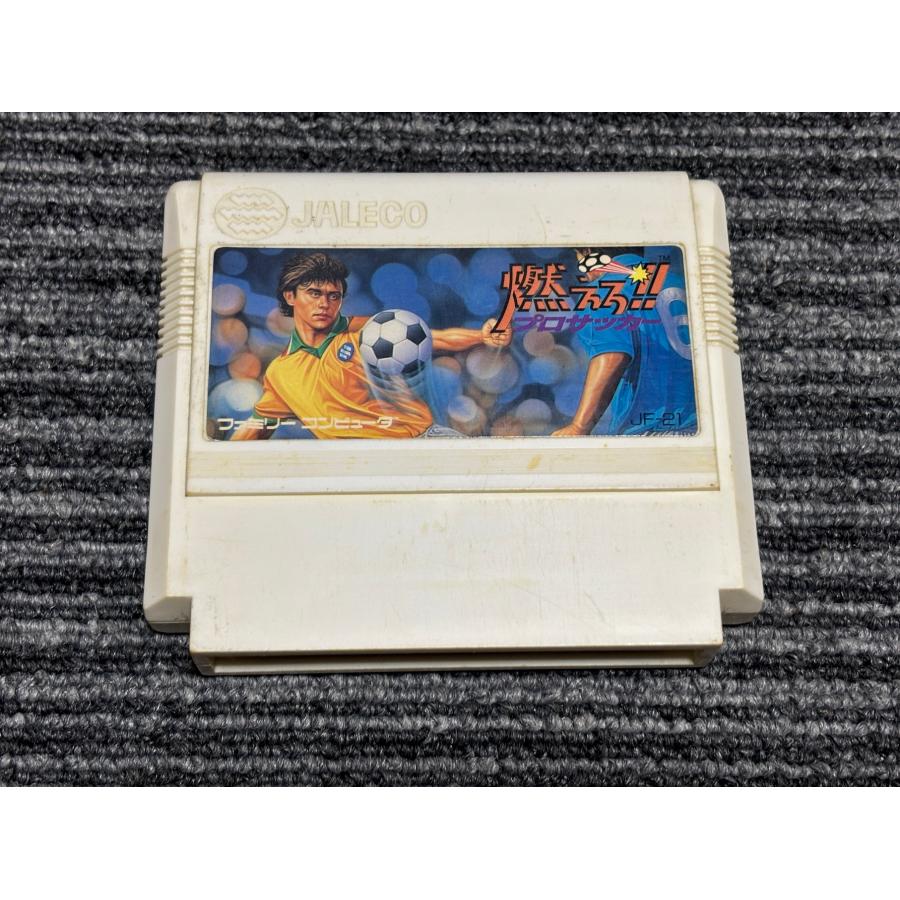 JALECO
燃えろ!!
TM
プロサッカー
ファミリー コンピュータ
JF-21